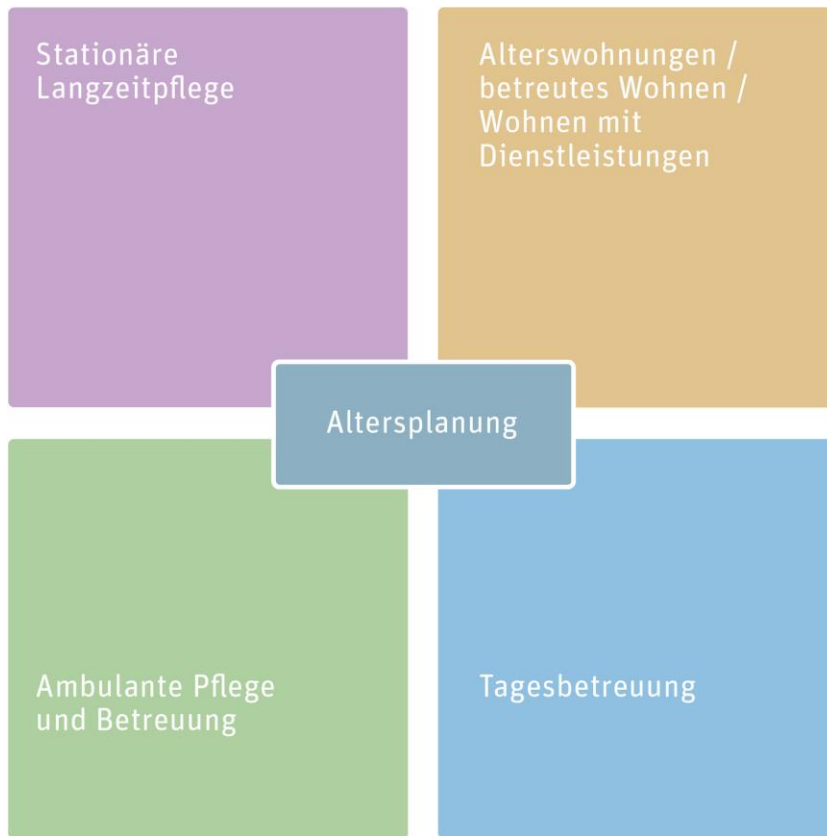 Stationäre
Langzeitpflege
Alterswohnungen /
betreutes Wohnen /
Wohnen mit
Dienstleistungen
Altersplanung
Ambulante Pflege
und Betreuung
Tagesbetreuung